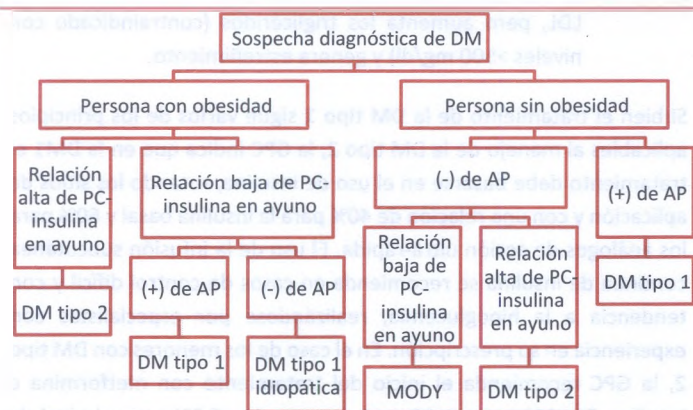 LDL, pero aumenta los triglicéridos (contraindicado con
niveles >500 mg/dl) y genera
Sospecha diagnóstica de DM
Persona con obesidad
Persona sin obesidad
Relación
alta de PC-
insulina
en ayuno
Relación baja de PC-
insulina en ayuno
(-) de AP
(+) de AP
Relación
baja de
PC-
insulina
en ayuno
Relación
alta de PC-
insulina
en ayuno
DM tipo 1
DM tipo 2
(+) de AP
(-) de AP
DM tipo 1
DM tipo 1
idiopática
MODY
DM tipo 2